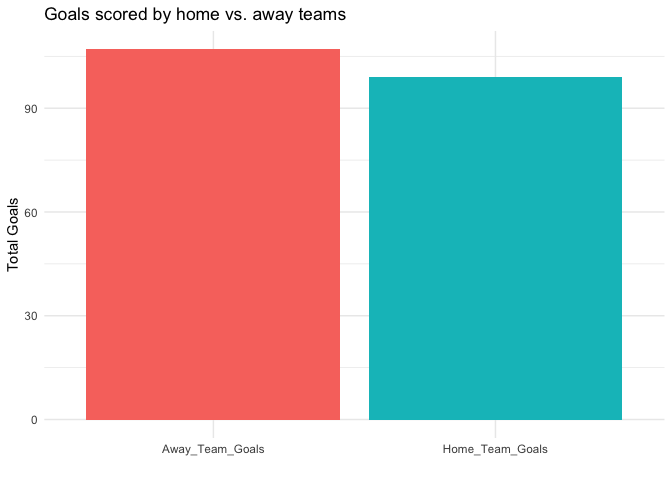 Goals scored by home vs. away teams
Total Goals
90
60
30
0
Away_Team_Goals
Home_Team_Goals